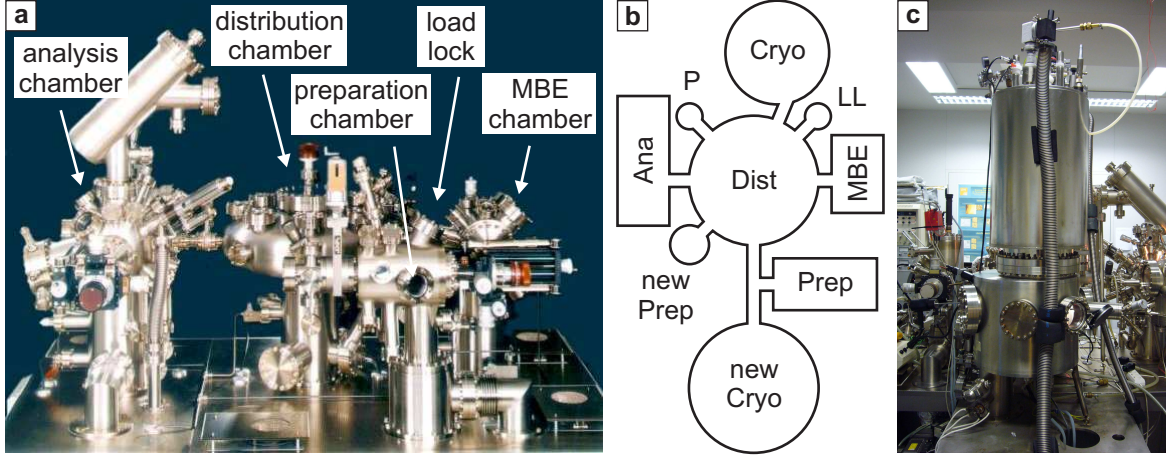 a
analysis
chamber
distribution
chamber
preparation
chamber
load
lock
MBE
chamber
b
Cryo
P
LL
Ana
Dist
MBE
new
Prep
Prep
new
Cryo
c